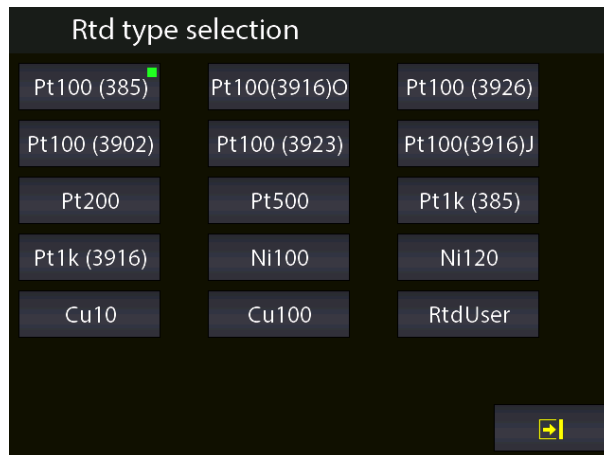 Rtd type selection
Pt100 (385) Pt100(3916)O Pt100 (3926)
Pt100 (3902) Pt100 (3923) Pt100(3916)J
Pt200 Pt500 Pt1k (385)
Pt1k (3916) Ni100 Ni120
Cu10 Cu100 RtdUser